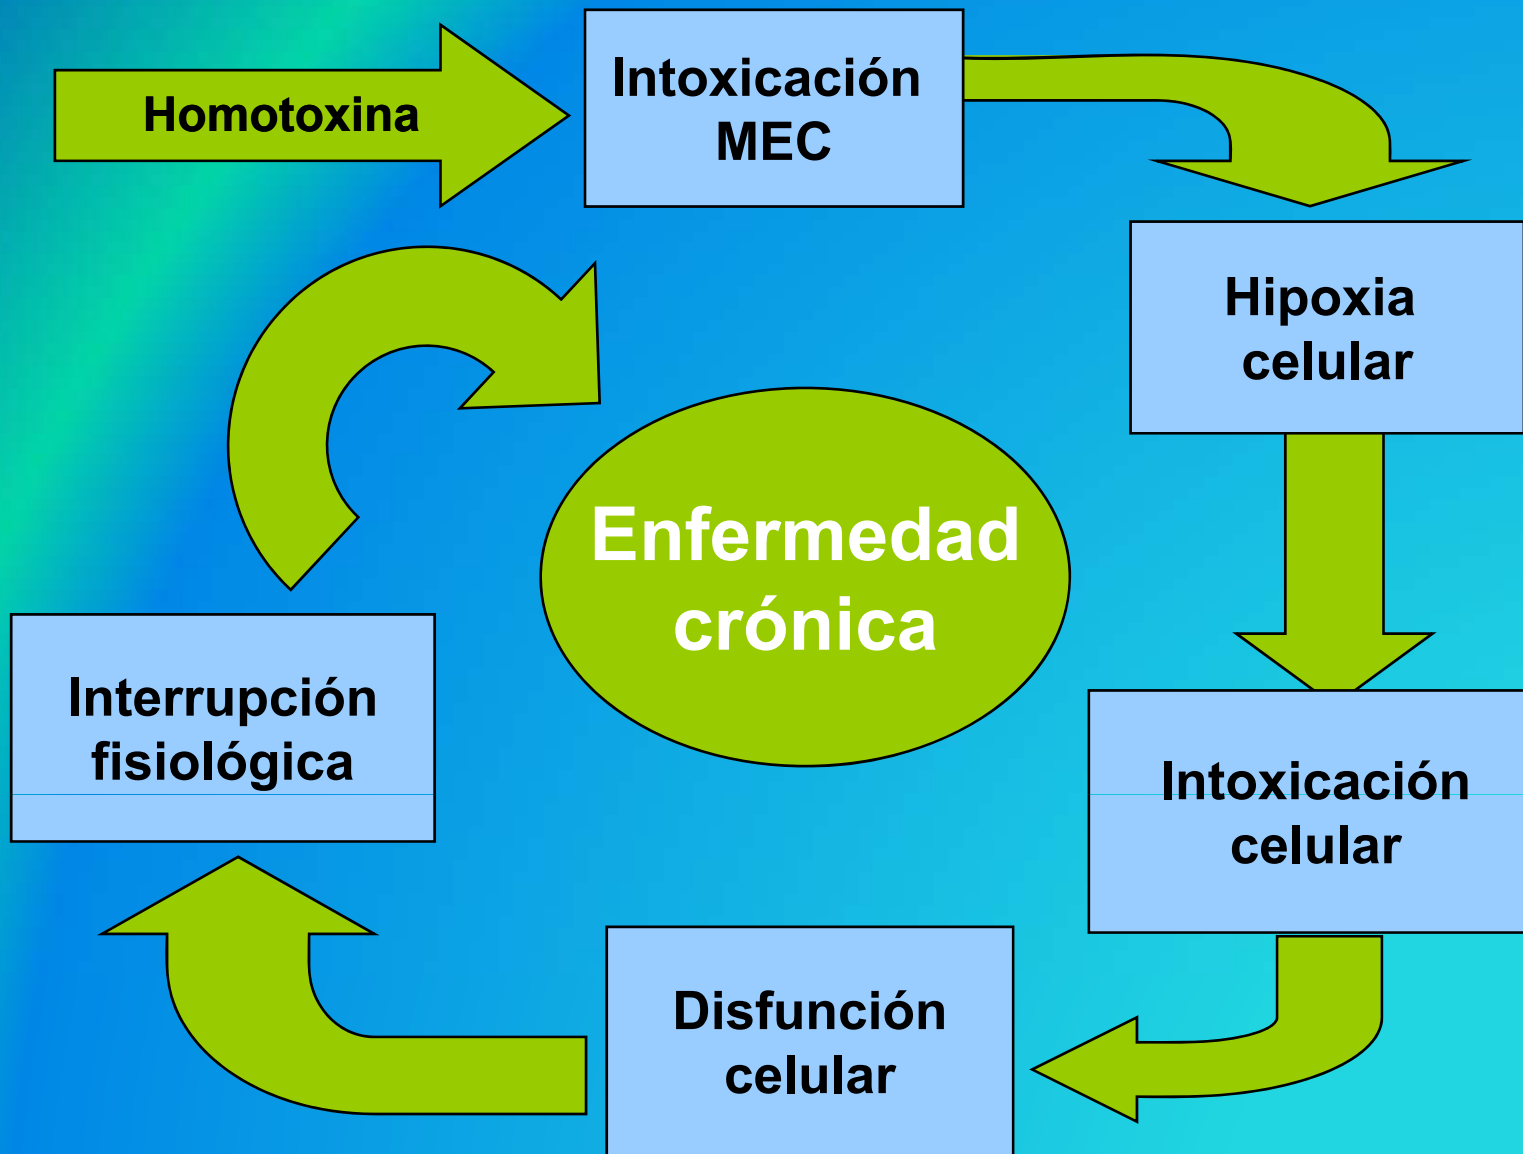 Homotoxina
Intoxicación
MEC
Hipoxia
celular
Intoxicación
celular
Disfunción
celular
Interrupción
fisiológica
Enfermedad
crónica